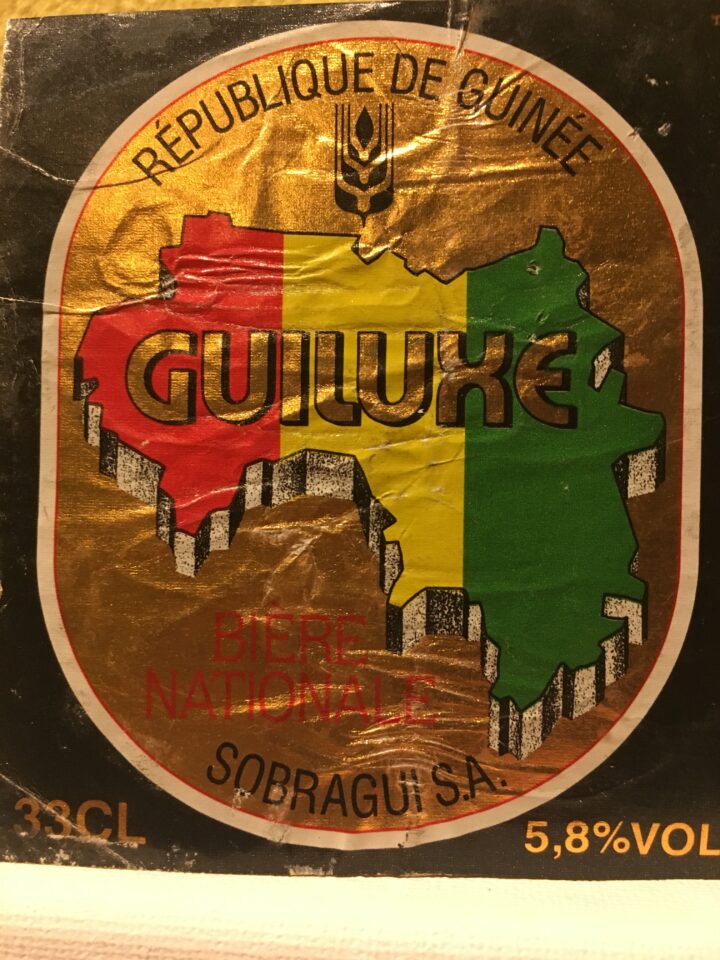 RÉPUBLIQUE DE GUINÉE
GUILUXE
BIÈRE
NATIONALE
SOBRAGUI S.A.
33CL
5,8%VOL